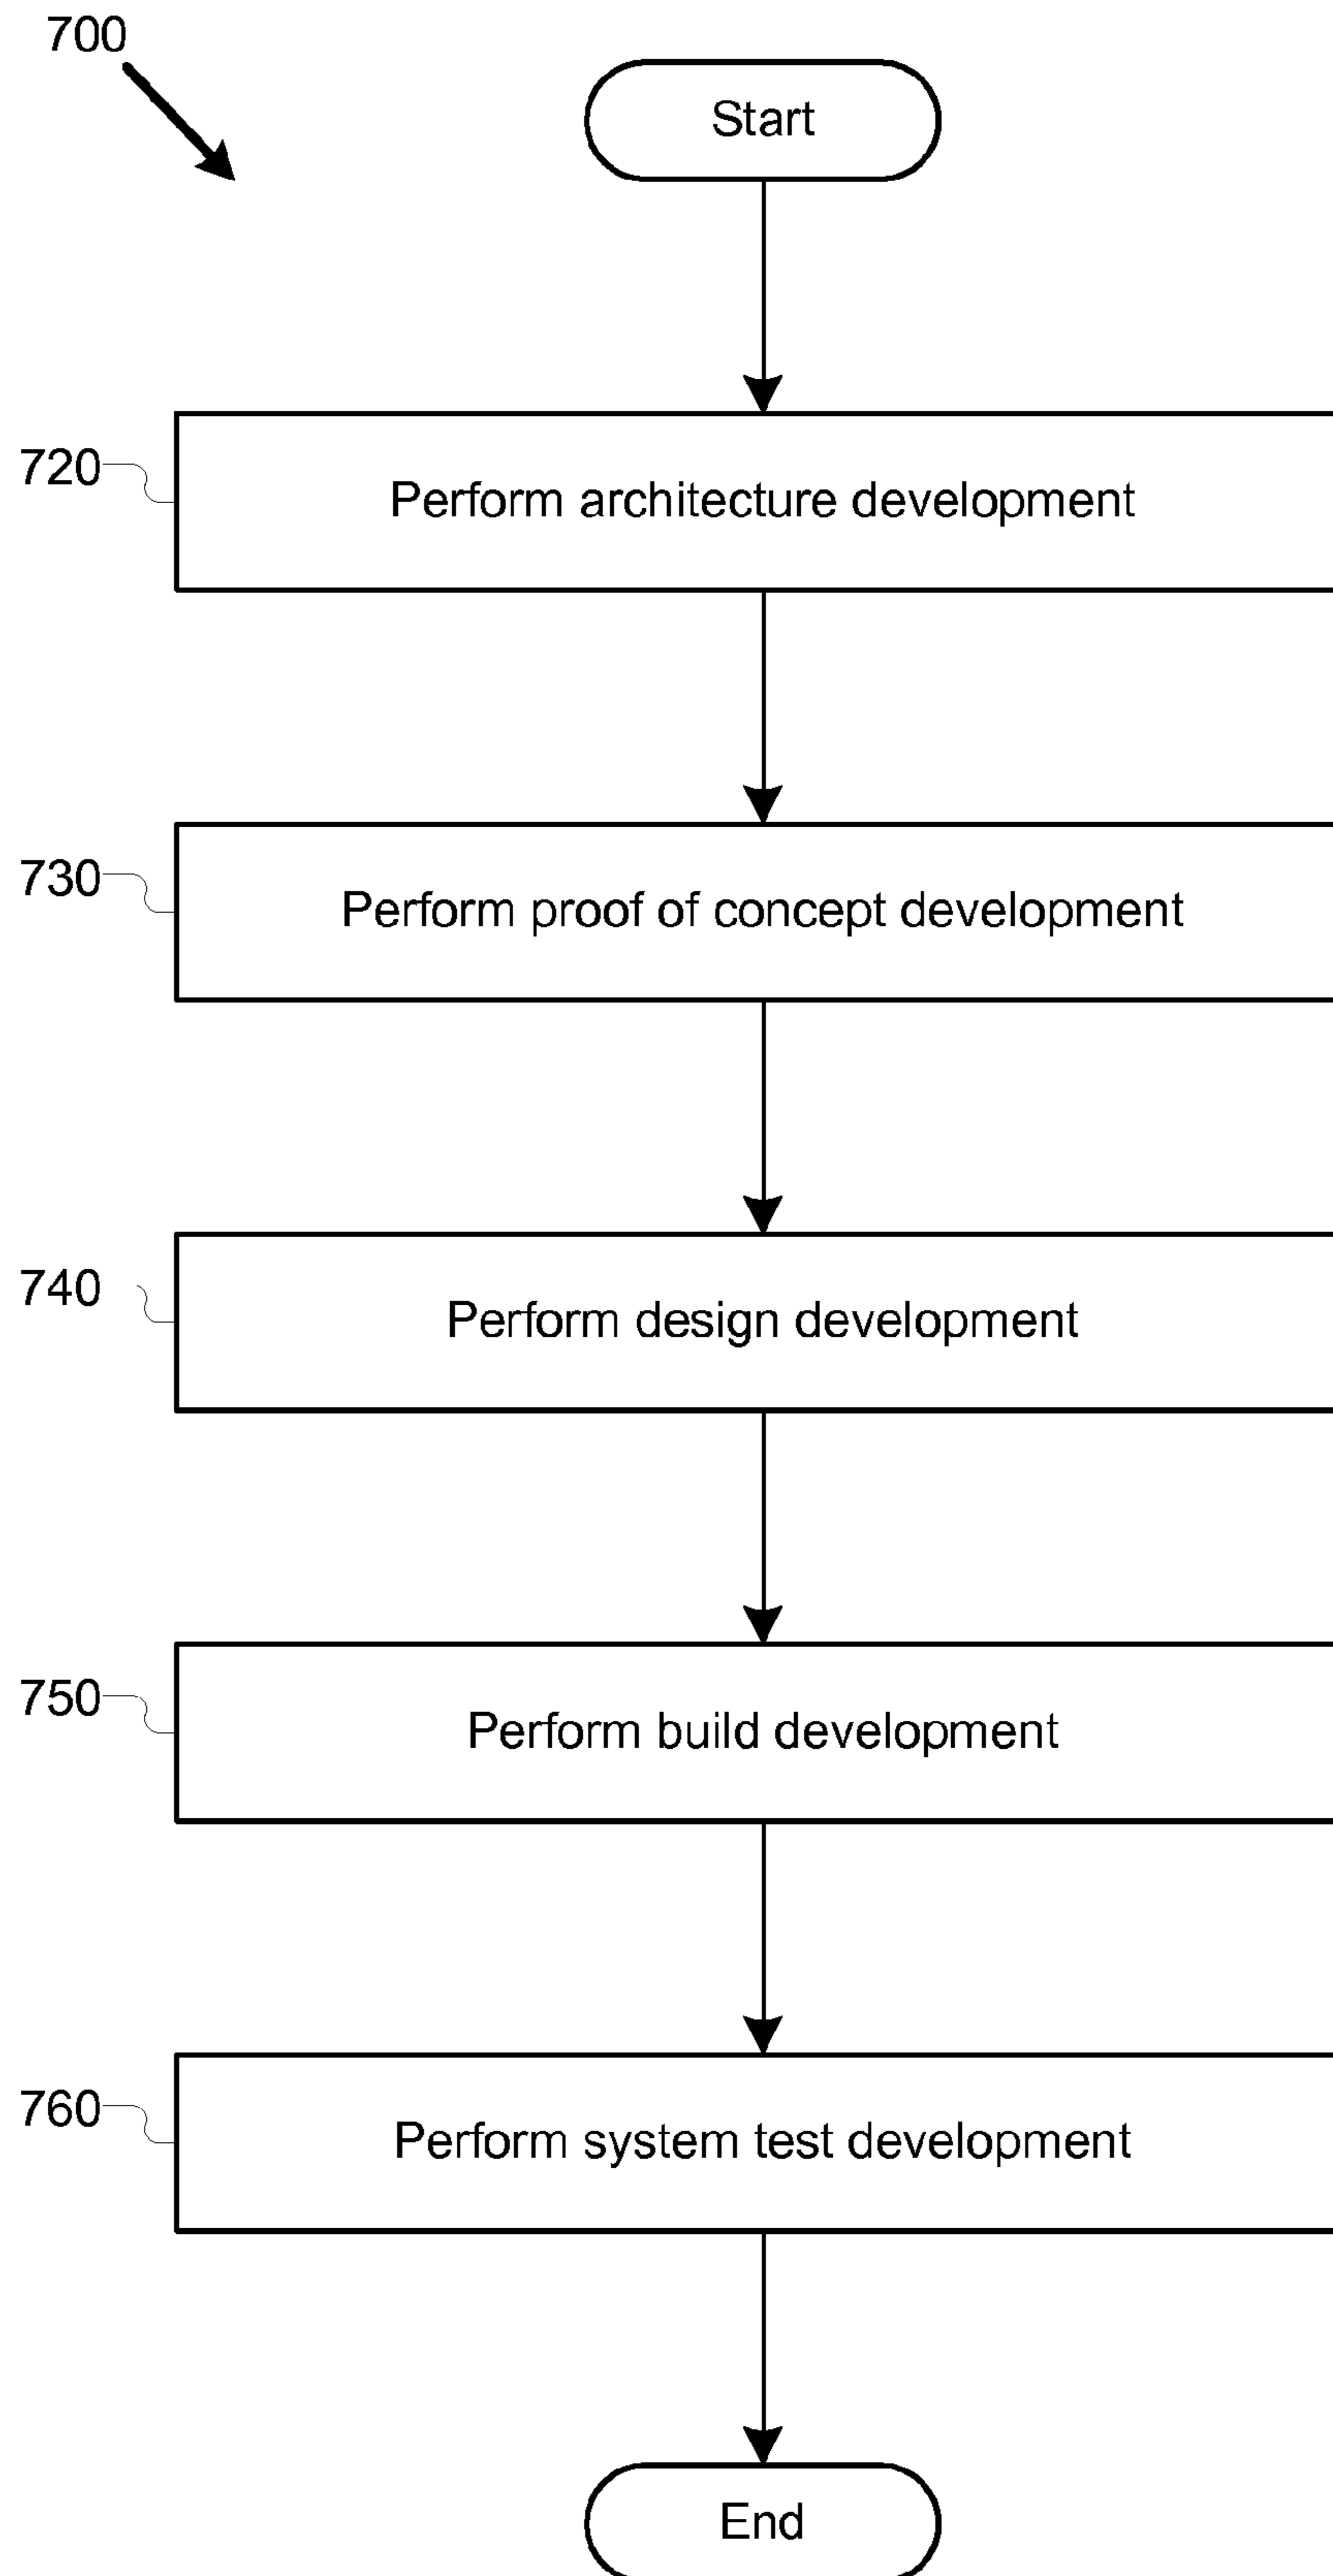 700
Start
720
Perform architecture development
730
Perform proof of concept development
740
Perform design development
750
Perform build development
760
Perform system test development
End